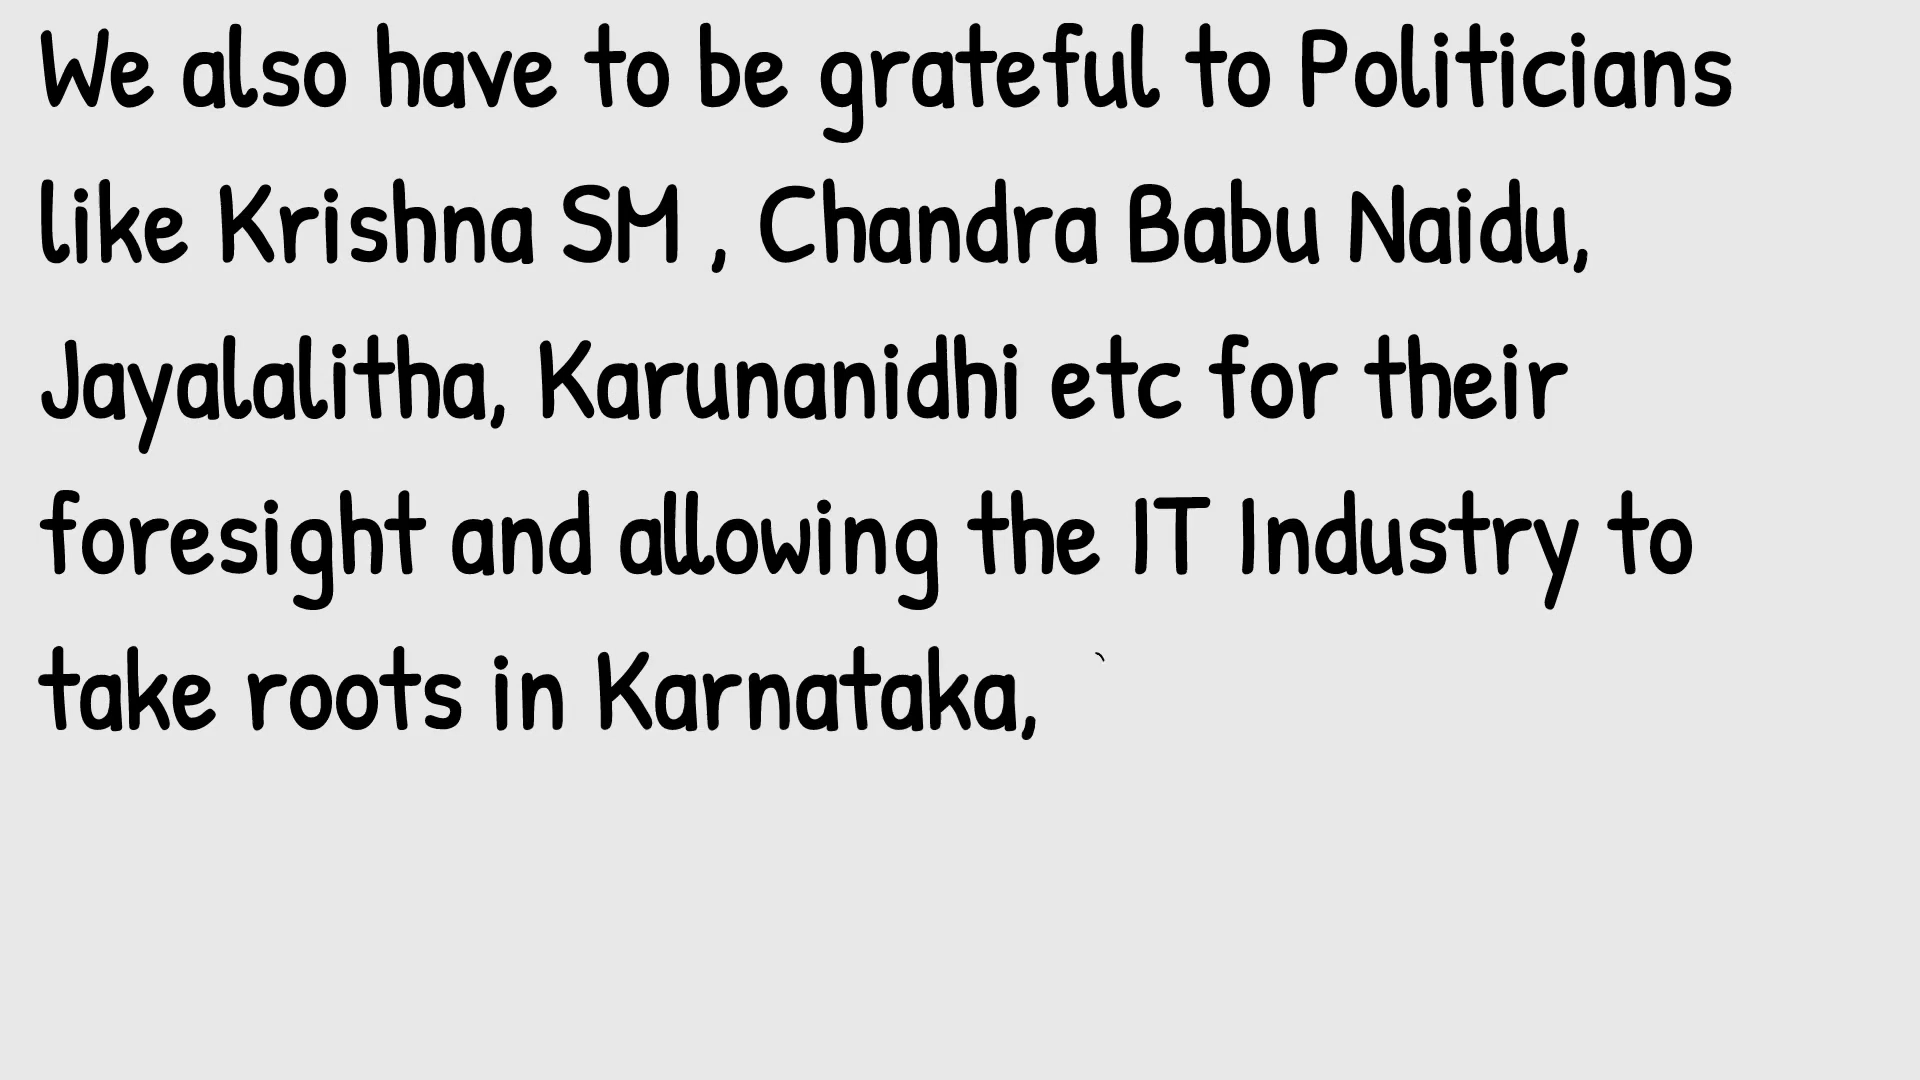 We also have to be grateful to Politicians
like Krishna SM , Chandra Babu Naidu,
Jayalalitha, Karunanidhi etc for their
foresight and allowing the IT Industry to
take roots in Karnataka,